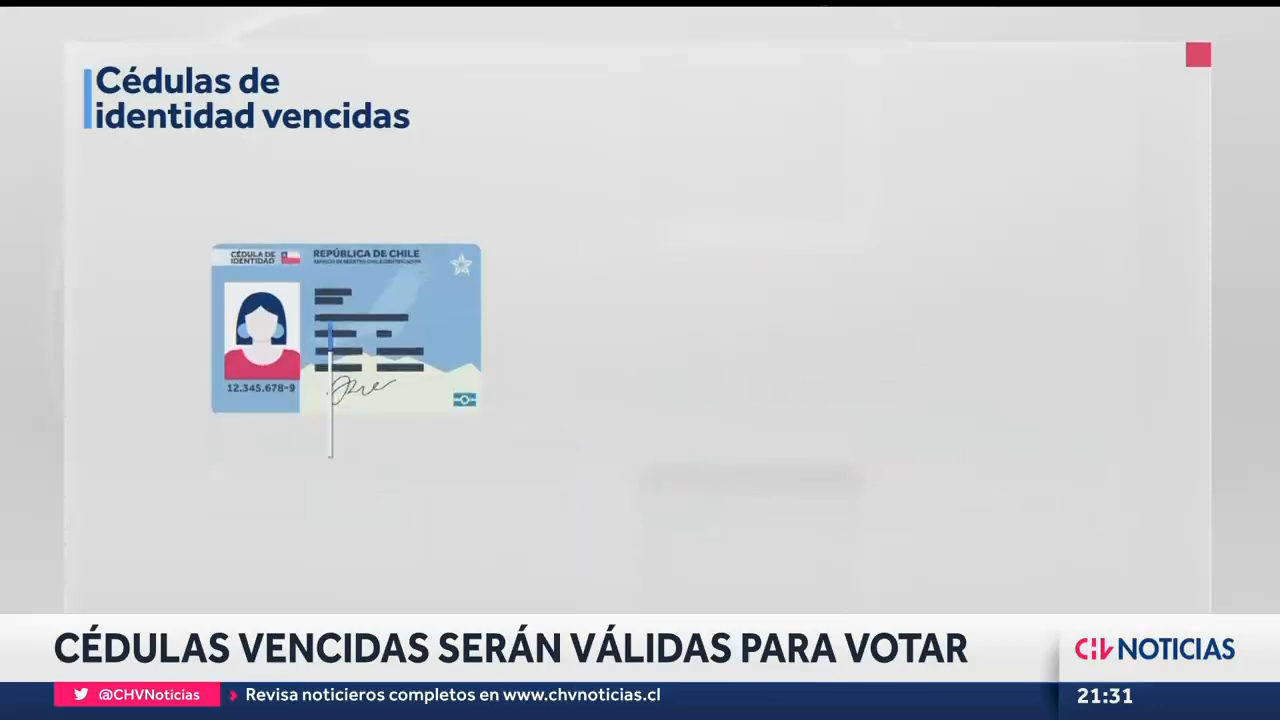 Cédulas de
identidad vencidas
CÉDULA DE
IDENTIDAD
REPÚBLICA DE CHILE
12.345.678-9
CÉDULAS VENCIDAS SERÁN VÁLIDAS PARA VOTAR
CHV NOTICIAS
@CHVNoticias
Revisa noticieros completos en www.chvnoticias.cl
21:31